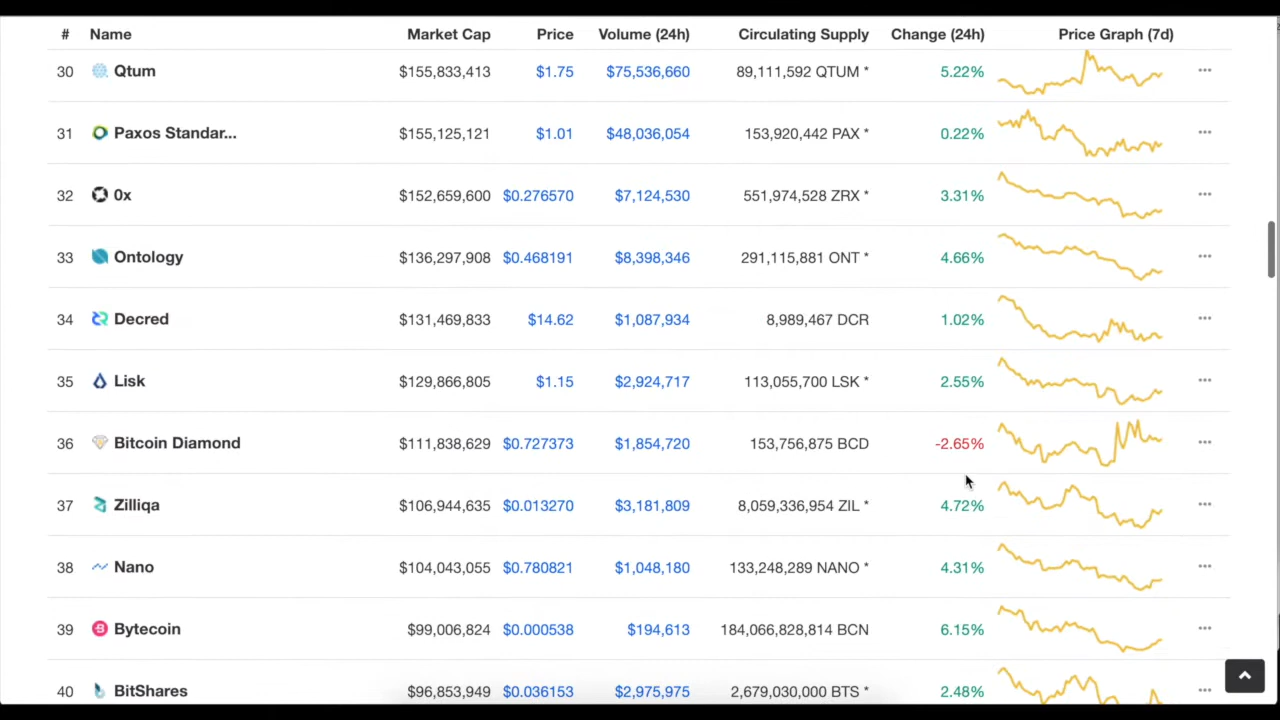 # Name Market Cap Price Volume (24h) Circulating Supply Change (24h) Price Graph (7d)
30 Qtum $155,833,413 $1.75 $75,536,660 89,111,592 QTUM * 5.22%
31 Paxos Standar... $155,125,121 $1.01 $48,036,054 153,920,442 PAX * 0.22%
32 0x $152,659,600 $0.276570 $7,124,530 551,974,528 ZRX * 3.31%
33 Ontology $136,297,908 $0.468191 $8,398,346 291,115,881 ONT * 4.66%
34 Decred $131,469,833 $14.62 $1,087,934 8,989,467 DCR 1.02%
35 Lisk $129,866,805 $1.15 $2,924,717 113,055,700 LSK * 2.55%
36 Bitcoin Diamond $111,838,629 $0.727373 $1,854,720 153,756,875 BCD -2.65%
37 Zilliqa $106,944,635 $0.013270 $3,181,809 8,059,336,954 ZIL * 4.72%
38 Nano $104,043,055 $0.780821 $1,048,180 133,248,289 NANO * 4.31%
39 Bytecoin $99,006,824 $0.000538 $194,613 184,066,828,814 BCN 6.15%
40 BitShares $96,853,949 $0.036153 $2,975,975 2,679,030,000 BTS * 2.48%